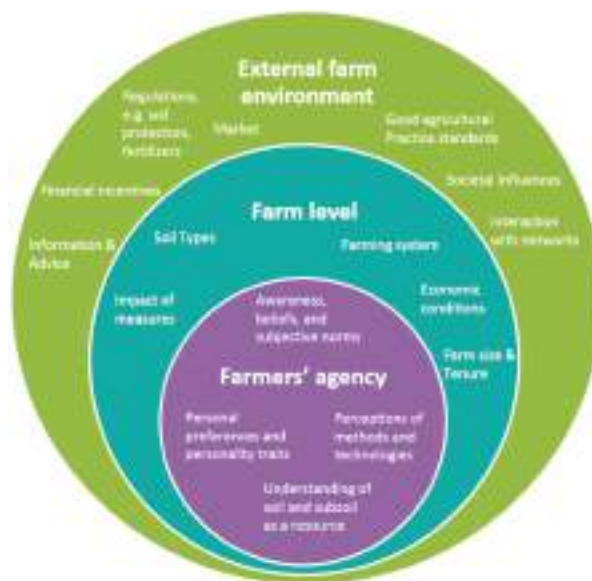 External farm
environment
Regulations,
e.g. soil
protection,
fertilizers
Market
Good agricultural
Practice standards
Financial incentives
Societal influences
Information &
Advice
Interaction
with networks
Farm level
Soil Types
Farming system
Impact of
measures
Economic
conditions
Farm size &
Tenure
Awareness,
beliefs, and
subjective norms
Farmers' agency
Personal
preferences and
personality traits
Perceptions of
methods and
technologies
Understanding of
soil and subsoil
as a resource